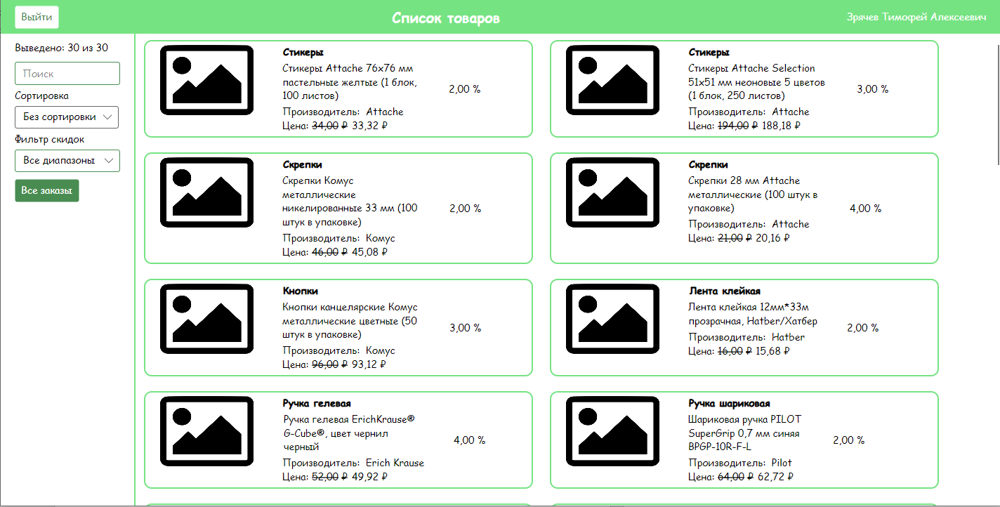 Выйти
Список товаров
Зрячев Тимофей Алексеевич
Выведено: 30 из 30
Поиск
Сортировка
Без сортировки
Фильтр скидок
Все диапазоны
Все заказы
Стикеры
Стикеры Attache 76x76 мм
пастельные желтые (1 блок,
100 листов)
Производитель: Attache
Цена: 34,00 ₽ 33,32 ₽
2,00 %
Стикеры
Стикеры Attache Selection
51x51 мм неоновые 5 цветов
(1 блок, 250 листов)
Производитель: Attache
Цена: 194,00 ₽ 188,18 ₽
3,00 %
Скрепки
Скрепки Комус
металлические
никелированные 33 мм (100
штук в упаковке)
Производитель: Комус
Цена: 46,00 ₽ 45,08 ₽
2,00 %
Скрепки
Скрепки 28 мм Attache
металлические (100 штук в
упаковке)
Производитель: Attache
Цена: 21,00 ₽ 20,16 ₽
4,00 %
Кнопки
Кнопки канцелярские Комус
металлические цветные (50
штук в упаковке)
Производитель: Комус
Цена: 96,00 ₽ 93,12 ₽
3,00 %
Лента клейкая
Лента клейкая 12мм*33м
прозрачная, Hatber/Хатбер
Производитель: Hatber
Цена: 16,00 ₽ 15,68 ₽
2,00 %
Ручка гелевая
Ручка гелевая ErichKrause®
G-Cube®, цвет чернил
черный
Производитель: Erich Krause
Цена: 52,00 ₽ 49,92 ₽
4,00 %
Ручка шариковая
Шариковая ручка PILOT
SuperGrip 0,7 мм синяя
BPGP-10R-F-L
Производитель: Pilot
Цена: 64,00 ₽ 62,72 ₽
2,00 %